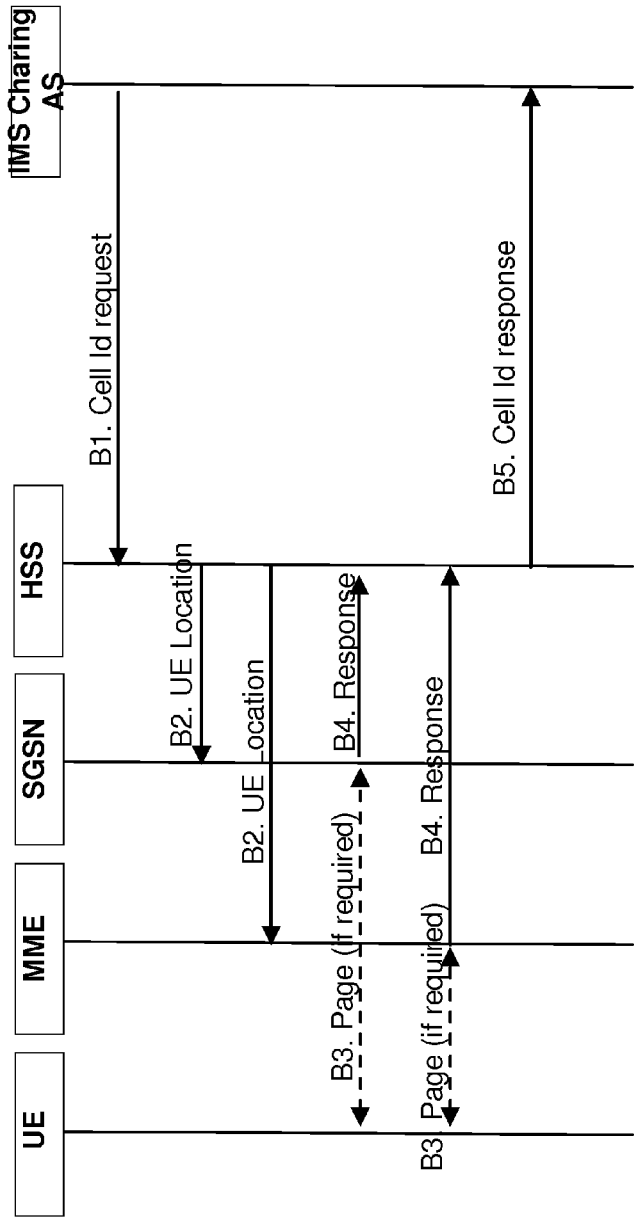 UE
MME
SGSN
HSS
IMS Charing
AS
B1. Cell Id request
B2. UE Location
B2. UE Location
B3. Page (if required)
B4. Response
B3. Page (if required)
B4. Response
B5. Cell Id response